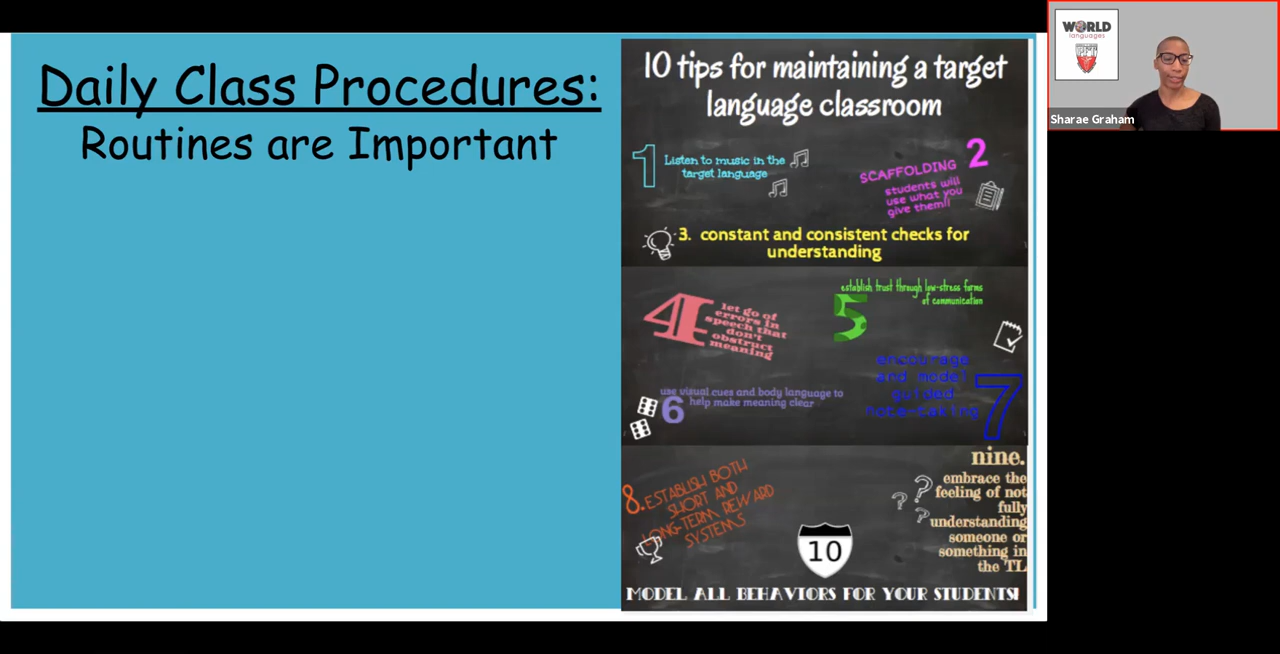 Daily Class Procedures:
Routines are Important
10 tips for maintaining a target
language classroom
1
Listen to music in the
target language
2
SCAFFOLDING
students will
use what you
give them!!
3. constant and consistent checks for
understanding
4
let go of
errors in
speech that
don't
obstruct
meaning
5
establish trust through low-stress forms
of communication
6
use visual cues and body language to
help make meaning clear
7
encourage
and model
guided
note-taking
8. ESTABLISH BOTH
SHORT AND
LONG-TERM REWARD
SYSTEMS
nine.
embrace the
feeling of not
fully
understanding
someone or
something in
the TL
10
MODEL ALL BEHAVIORS FOR YOUR STUDENTS!
WORLD
languages
Sharae Graham